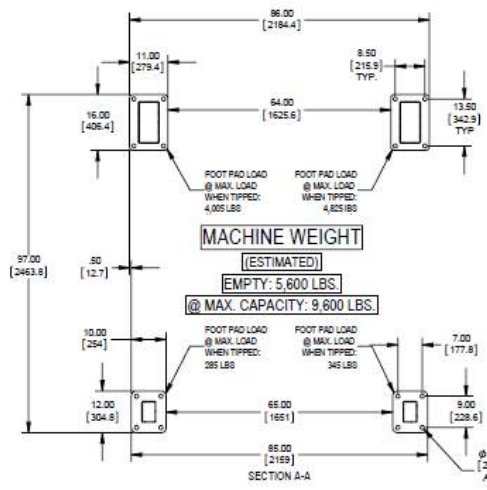 86.00
[2184.4]
11.00
[279.4]
8.50
[215.9]
TYP.
64.00
[1625.6]
16.00
[406.4]
13.50
[342.9]
TYP
FOOT PAD LOAD
@ MAX. LOAD
WHEN TIPPED:
4,005 LBS
FOOT PAD LOAD
@ MAX. LOAD
WHEN TIPPED:
4,825 LBS
MACHINE WEIGHT
(ESTIMATED)
EMPTY: 5,600 LBS.
@ MAX. CAPACITY: 9,600 LBS.
97.00
[2463.8]
.50
[12.7]
10.00
[254]
FOOT PAD LOAD
@ MAX. LOAD
WHEN TIPPED:
285 LBS
FOOT PAD LOAD
@ MAX. LOAD
WHEN TIPPED:
345 LBS
7.00
[177.8]
12.00
[304.8]
65.00
[1651]
9.00
[228.6]
85.00
[2159]
SECTION A-A